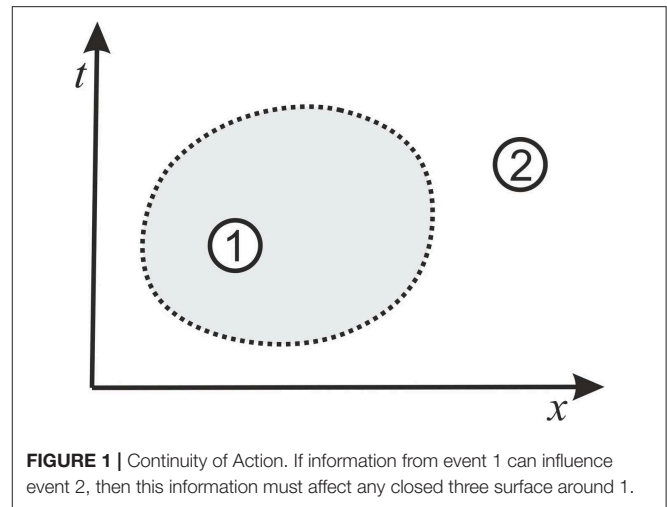 t
2
1
x
FIGURE 1 | Continuity of Action. If information from event 1 can influence
event 2, then this information must affect any closed three surface around 1.